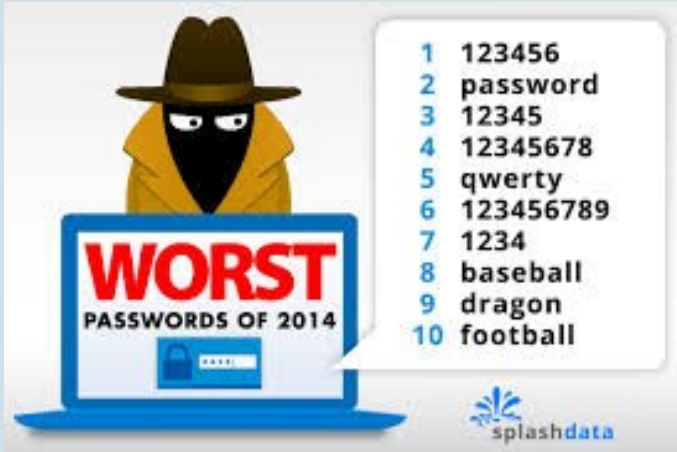 WORST
PASSWORDS OF 2014
1 123456
2 password
3 12345
4 12345678
5 qwerty
6 123456789
7 1234
8 baseball
9 dragon
10 football
splashdata